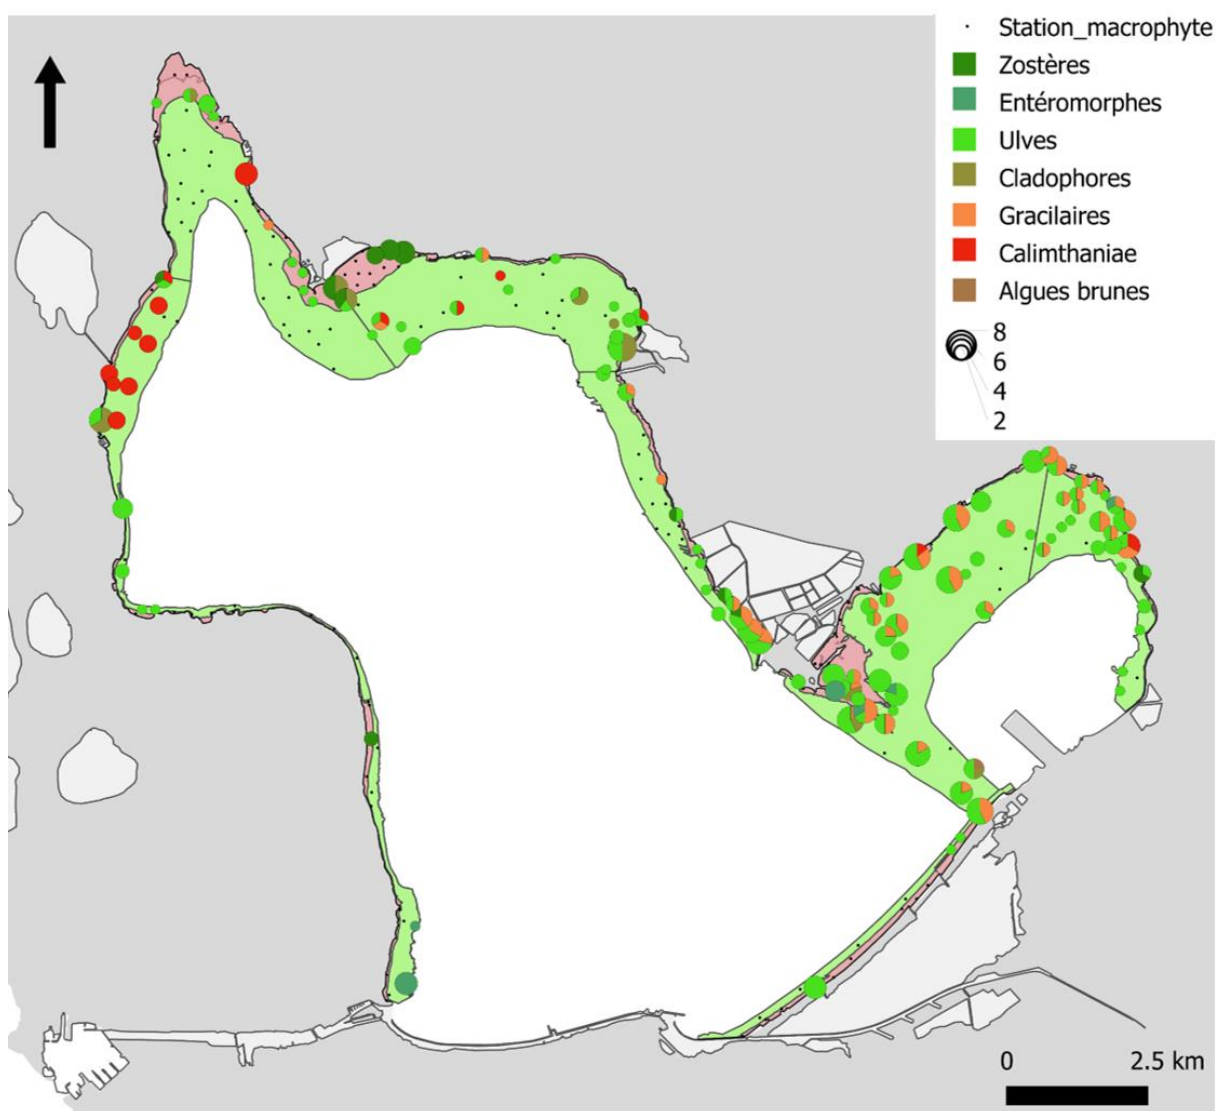 Station_macrophyte
Zostères
Entéromorphes
Ulves
Cladophores
Gracilaires
Calimthaniae
Algues brunes
8
6
4
2
0 2.5 km